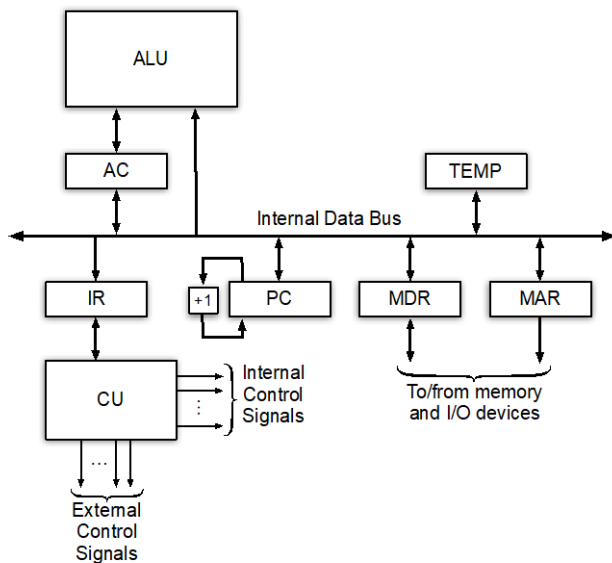 ALU
AC
TEMP
Internal Data Bus
IR
+1
PC
MDR
MAR
CU
...
Internal
Control
Signals
To/from memory
and I/O devices
...
External
Control
Signals